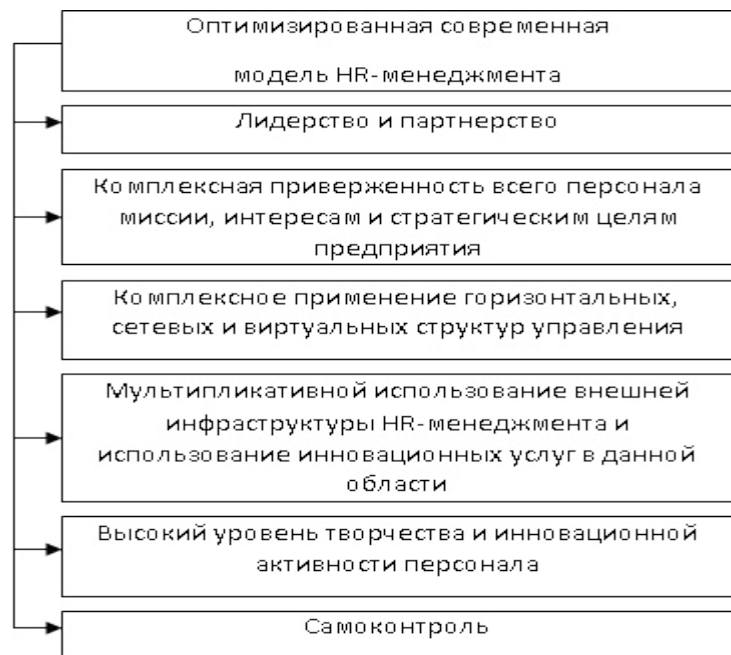 Оптимизированная современная
модель HR-менеджмента
Лидерство и партнерство
Комплексная приверженность всего персонала
миссии, интересам и стратегическим целям
предприятия
Комплексное применение горизонтальных,
сетевых и виртуальных структур управления
Мультипликативной использование внешней
инфраструктуры HR-менеджмента и
использование инновационных услуг в данной
области
Высокий уровень творчества и инновационной
активности персонала
Самоконтроль